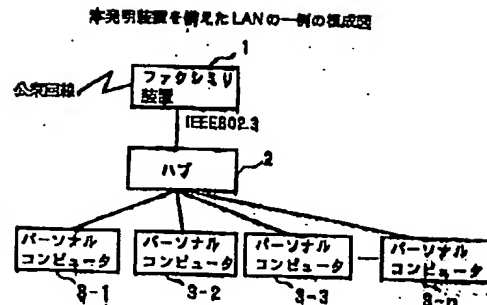 本発明装置を備えたLANの一例の構成図
1
公衆回線
ファクシミリ
装置
IEEE802.3
2
ハブ
パーソナル
コンピュータ
パーソナル
コンピュータ
パーソナル
コンピュータ
パーソナル
コンピュータ
3-1
3-2
3-3
3-n